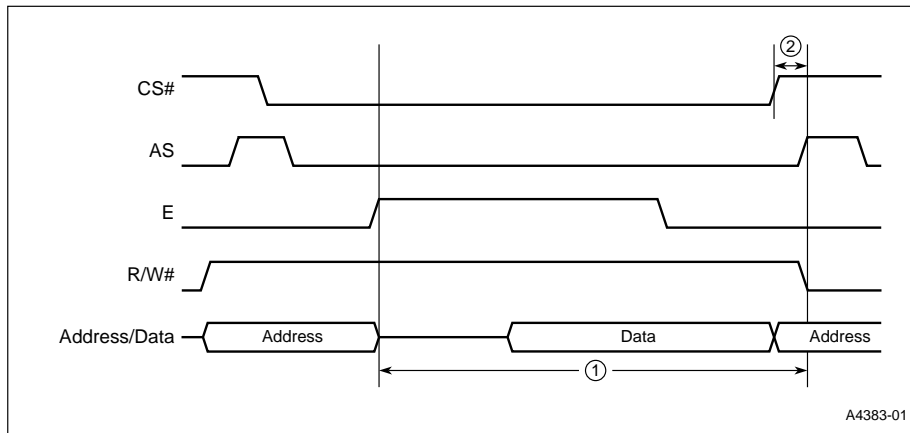 ②
CS#
AS
E
R/W#
Address/Data
Address
Data
Address
①
A4383-01